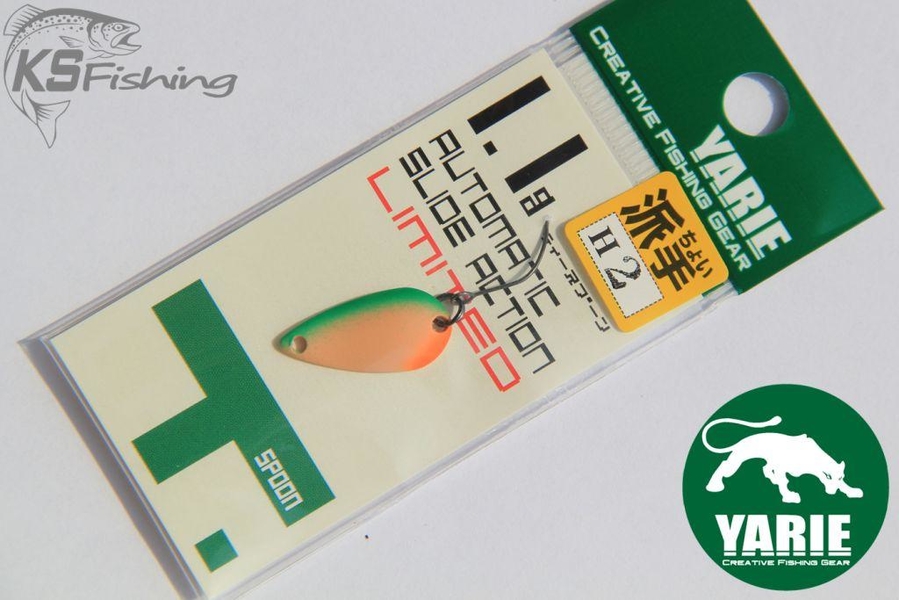 KSFishing
CREATIVE FISHING GEAR
YARIE
1.1g
AUTOMATIC
SLIDE ACTION
LIMITED
ティースプーン
ちょい
派手
H2
T.
SPOON
YARIE
CREATIVE FISHING GEAR